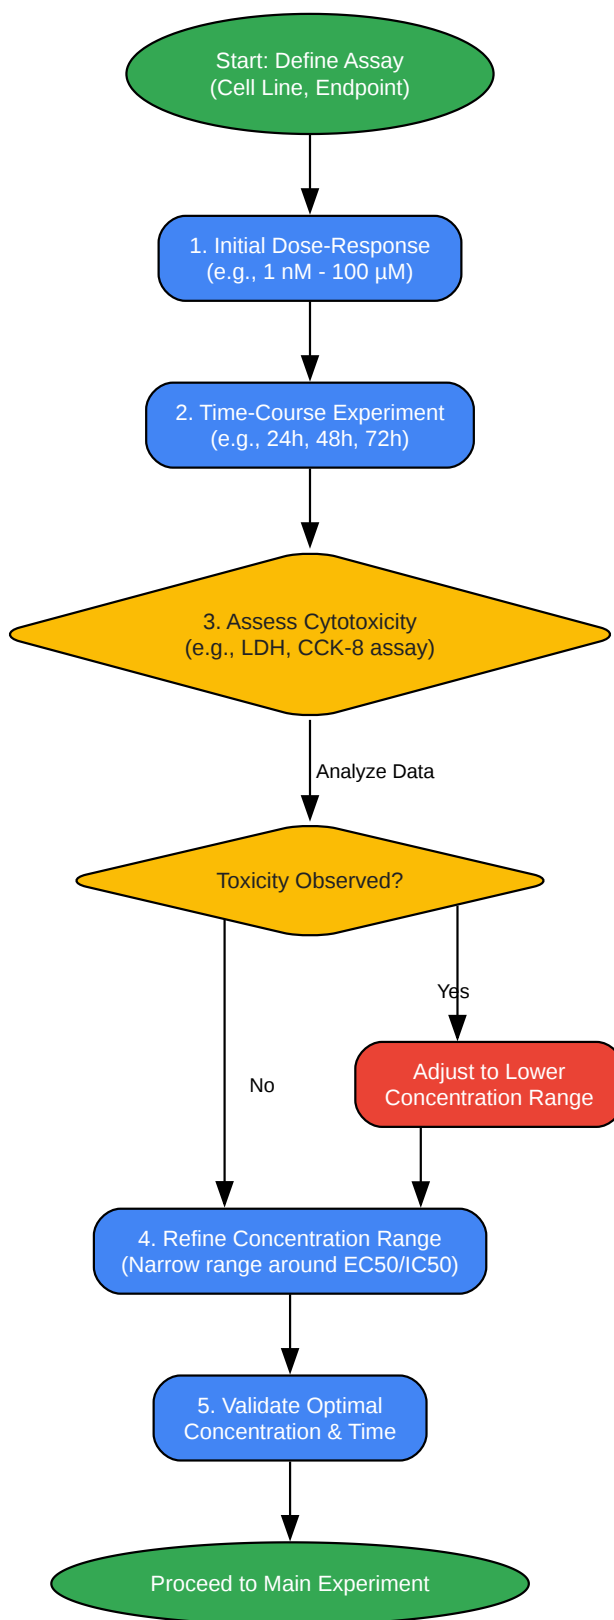 Start: Define Assay
(Cell Line, Endpoint)
1. Initial Dose-Response
(e.g., 1 nM - 100 µM)
2. Time-Course Experiment
(e.g., 24h, 48h, 72h)
3. Assess Cytotoxicity
(e.g., LDH, CCK-8 assay)
Analyze Data
Toxicity Observed?
Yes
Adjust to Lower
Concentration Range
No
4. Refine Concentration Range
(Narrow range around EC50/IC50)
5. Validate Optimal
Concentration & Time
Proceed to Main Experiment